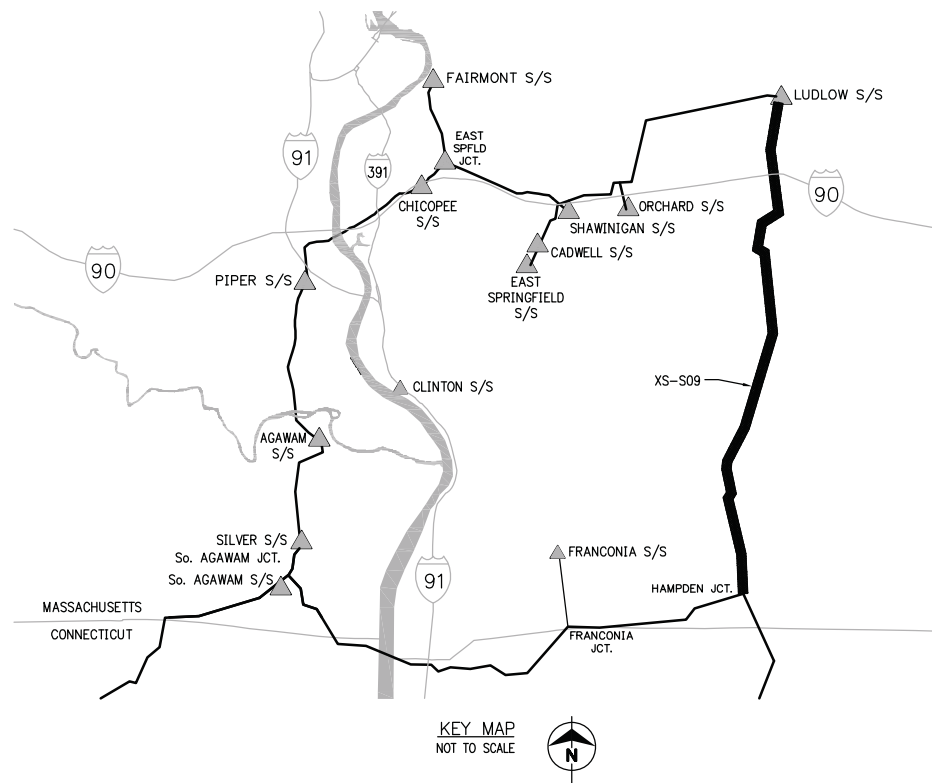 FAIRMONT S/S
LUDLOW S/S
91
EAST
SPFLD
JCT.
391
CHICOPEE
S/S
90
ORCHARD S/S
SHAWINIGAN S/S
CADWELL S/S
90
PIPER S/S
EAST
SPRINGFIELD
S/S
XS-S09
CLINTON S/S
AGAWAM
S/S
SILVER S/S
So. AGAWAM JCT.
So. AGAWAM S/S
FRANCONIA S/S
91
HAMPDEN JCT.
MASSACHUSETTS
CONNECTICUT
FRANCONIA
JCT.
KEY MAP
NOT TO SCALE
N